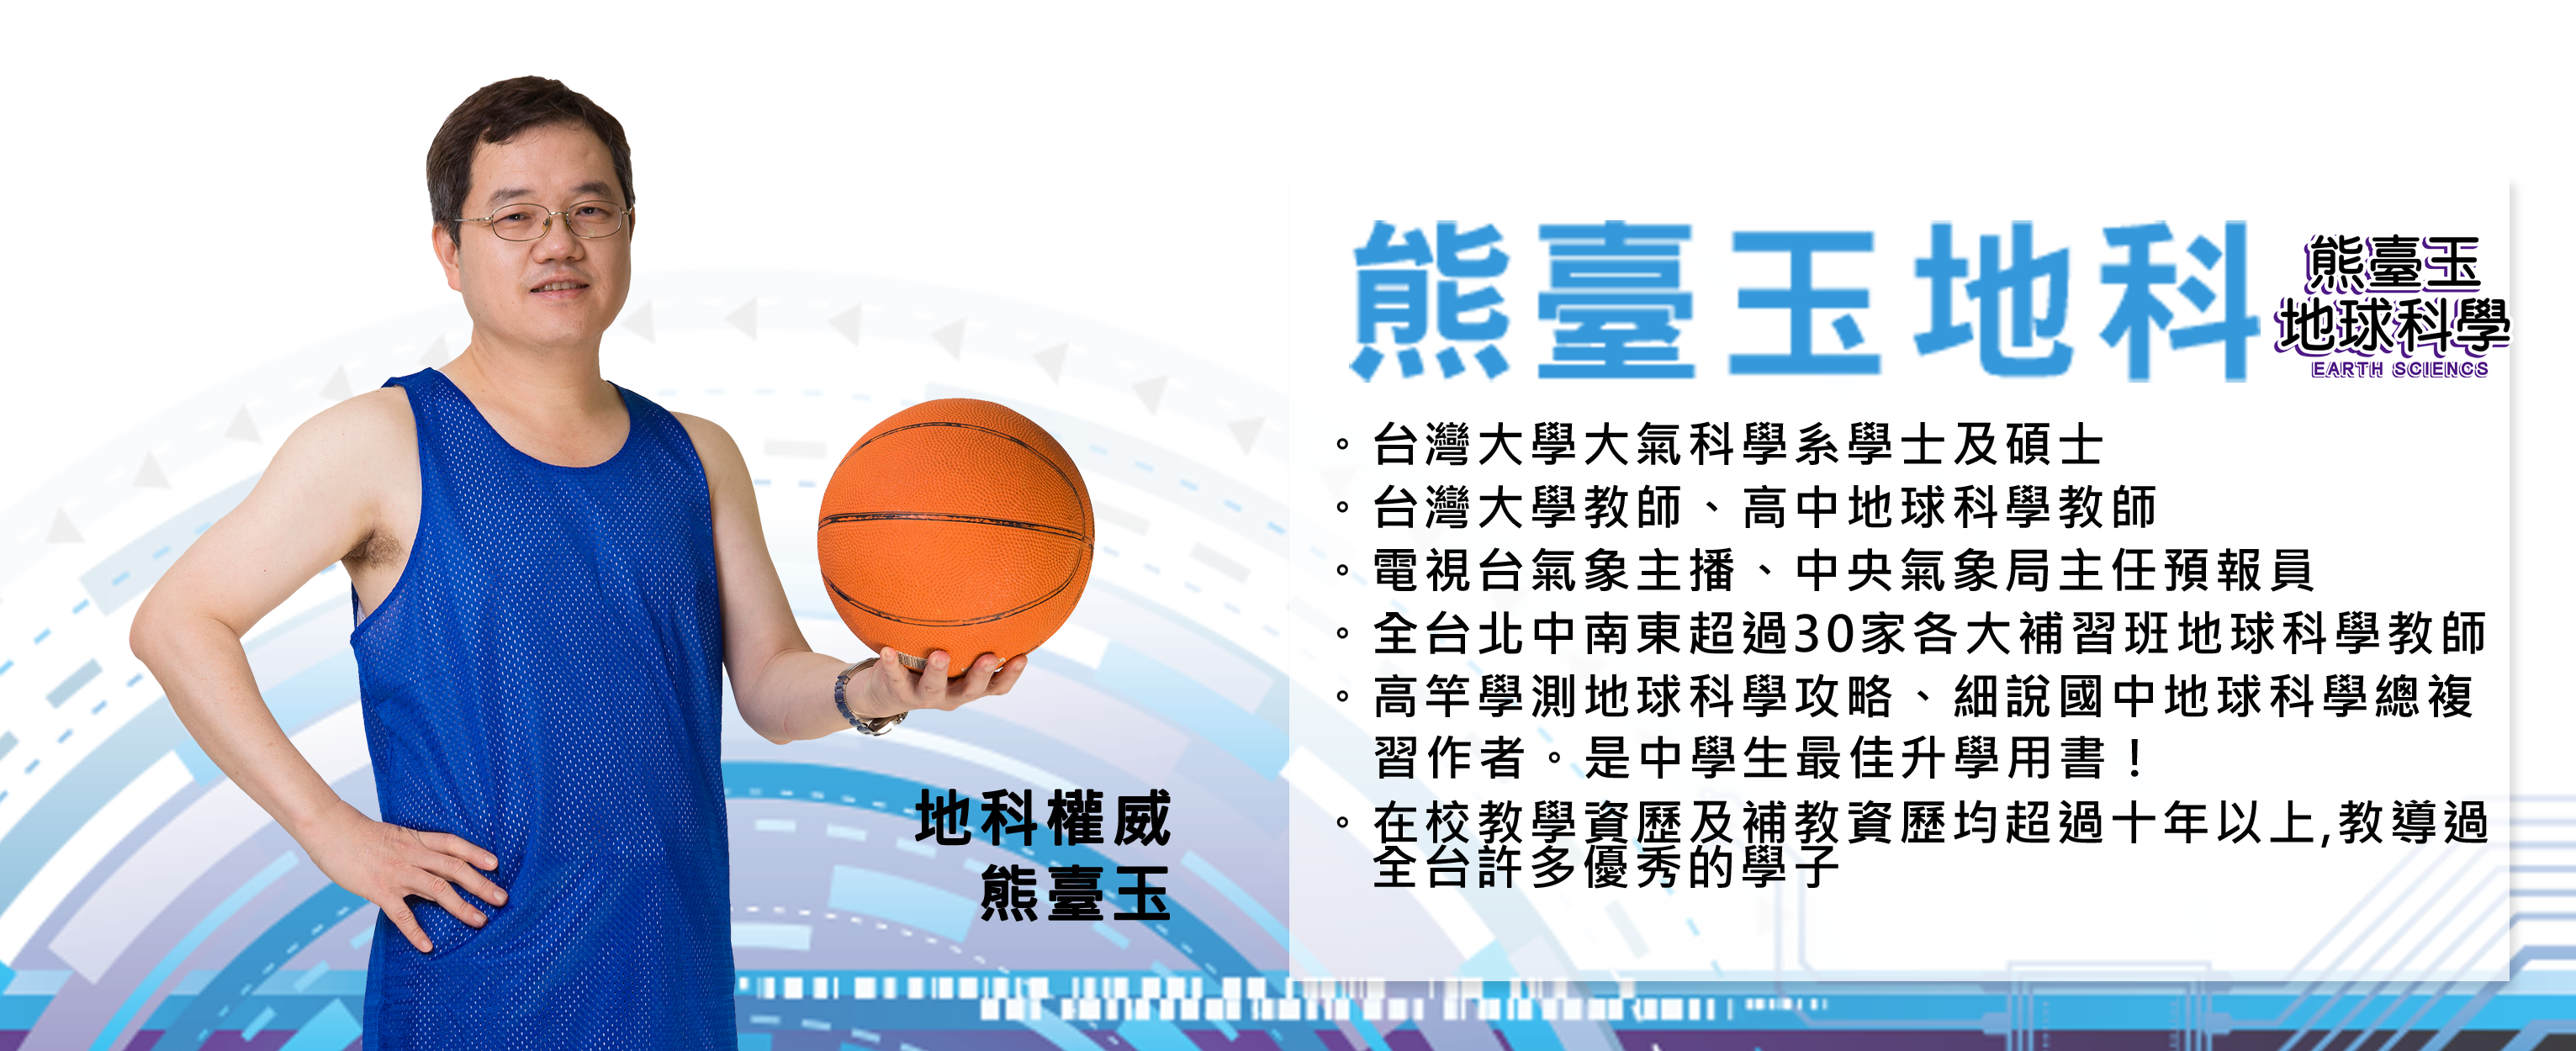 熊臺玉地科
熊臺玉
地球科學
EARTH SCIENCS
。台灣大學大氣科學系學士及碩士
。台灣大學教師、高中地球科學教師
。電視台氣象主播、中央氣象局主任預報員
。全台北中南東超過30家各大補習班地球科學教師
。高竿學測地球科學攻略、細說國中地球科學總複
習作者。是中學生最佳升學用書！
。在校教學資歷及補教資歷均超過十年以上,教導過
全台許多優秀的學子
地科權威
熊臺玉